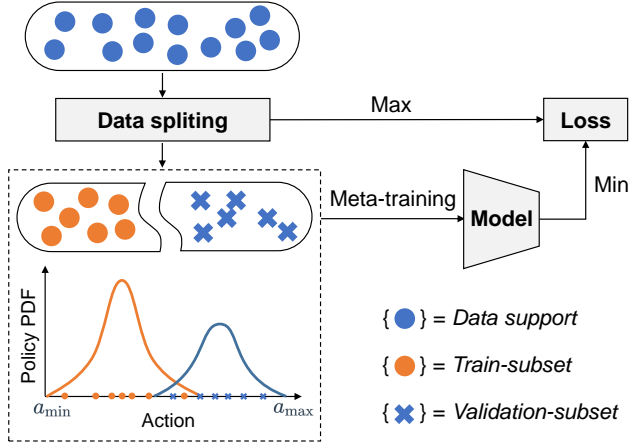 Data spliting
Max
Loss
Meta-training
Model
Min
Policy PDF
a_min
Action
a_max
{ } = Data support
{ } = Train-subset
{ } = Validation-subset